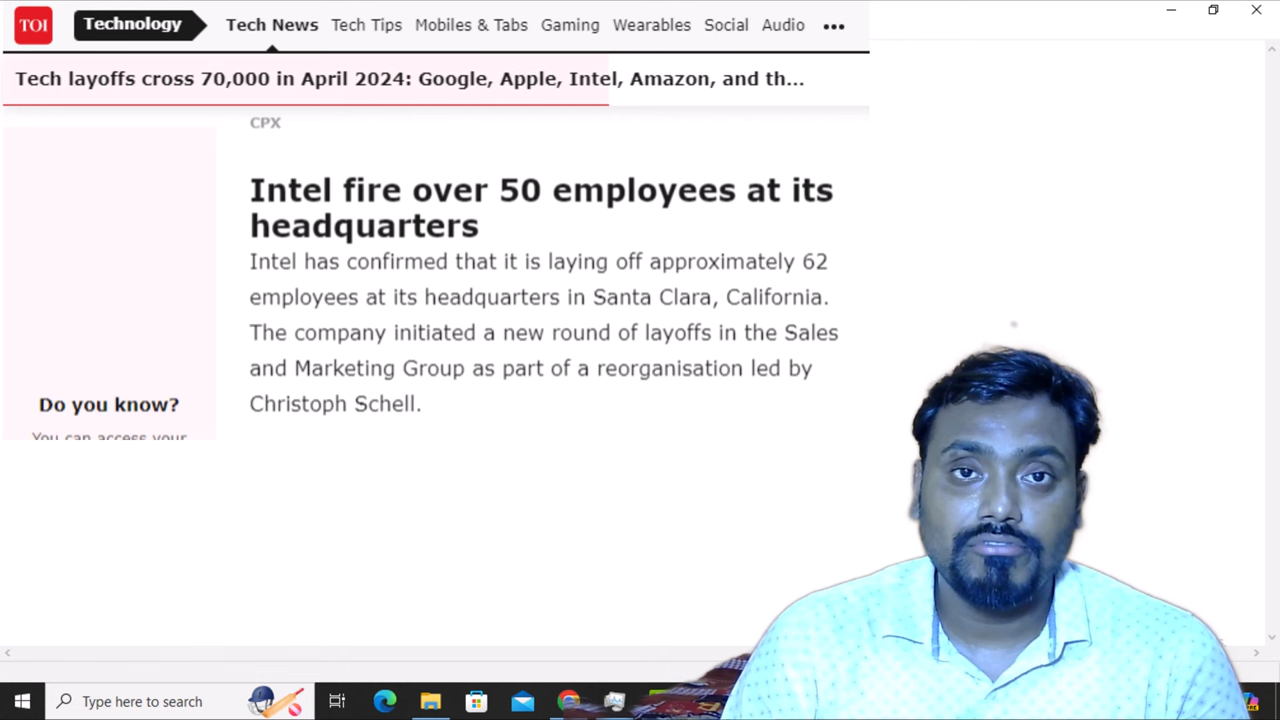 TOI
Technology
Tech News Tech Tips Mobiles & Tabs Gaming Wearables Social Audio
Tech layoffs cross 70,000 in April 2024: Google, Apple, Intel, Amazon, and th...
CPX
Intel fire over 50 employees at its
headquarters
Intel has confirmed that it is laying off approximately 62
employees at its headquarters in Santa Clara, California.
The company initiated a new round of layoffs in the Sales
and Marketing Group as part of a reorganisation led by
Christoph Schell.
Do you know?
You can access your
Type here to search